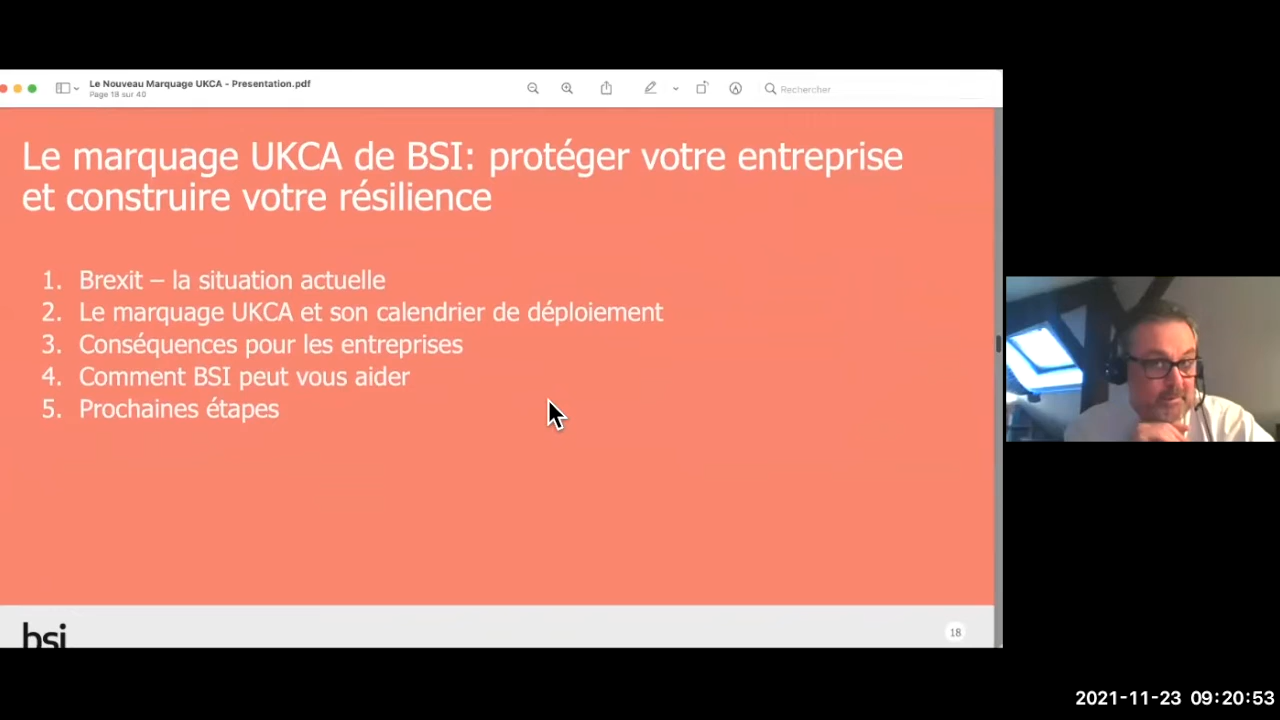 Le Nouveau Marquage UKCA - Presentation.pdf
Page 18 sur 40
Rechercher
Le marquage UKCA de BSI: protéger votre entreprise
et construire votre résilience
1. Brexit – la situation actuelle
2. Le marquage UKCA et son calendrier de déploiement
3. Conséquences pour les entreprises
4. Comment BSI peut vous aider
5. Prochaines étapes
bsi
18
2021-11-23 09:20:53